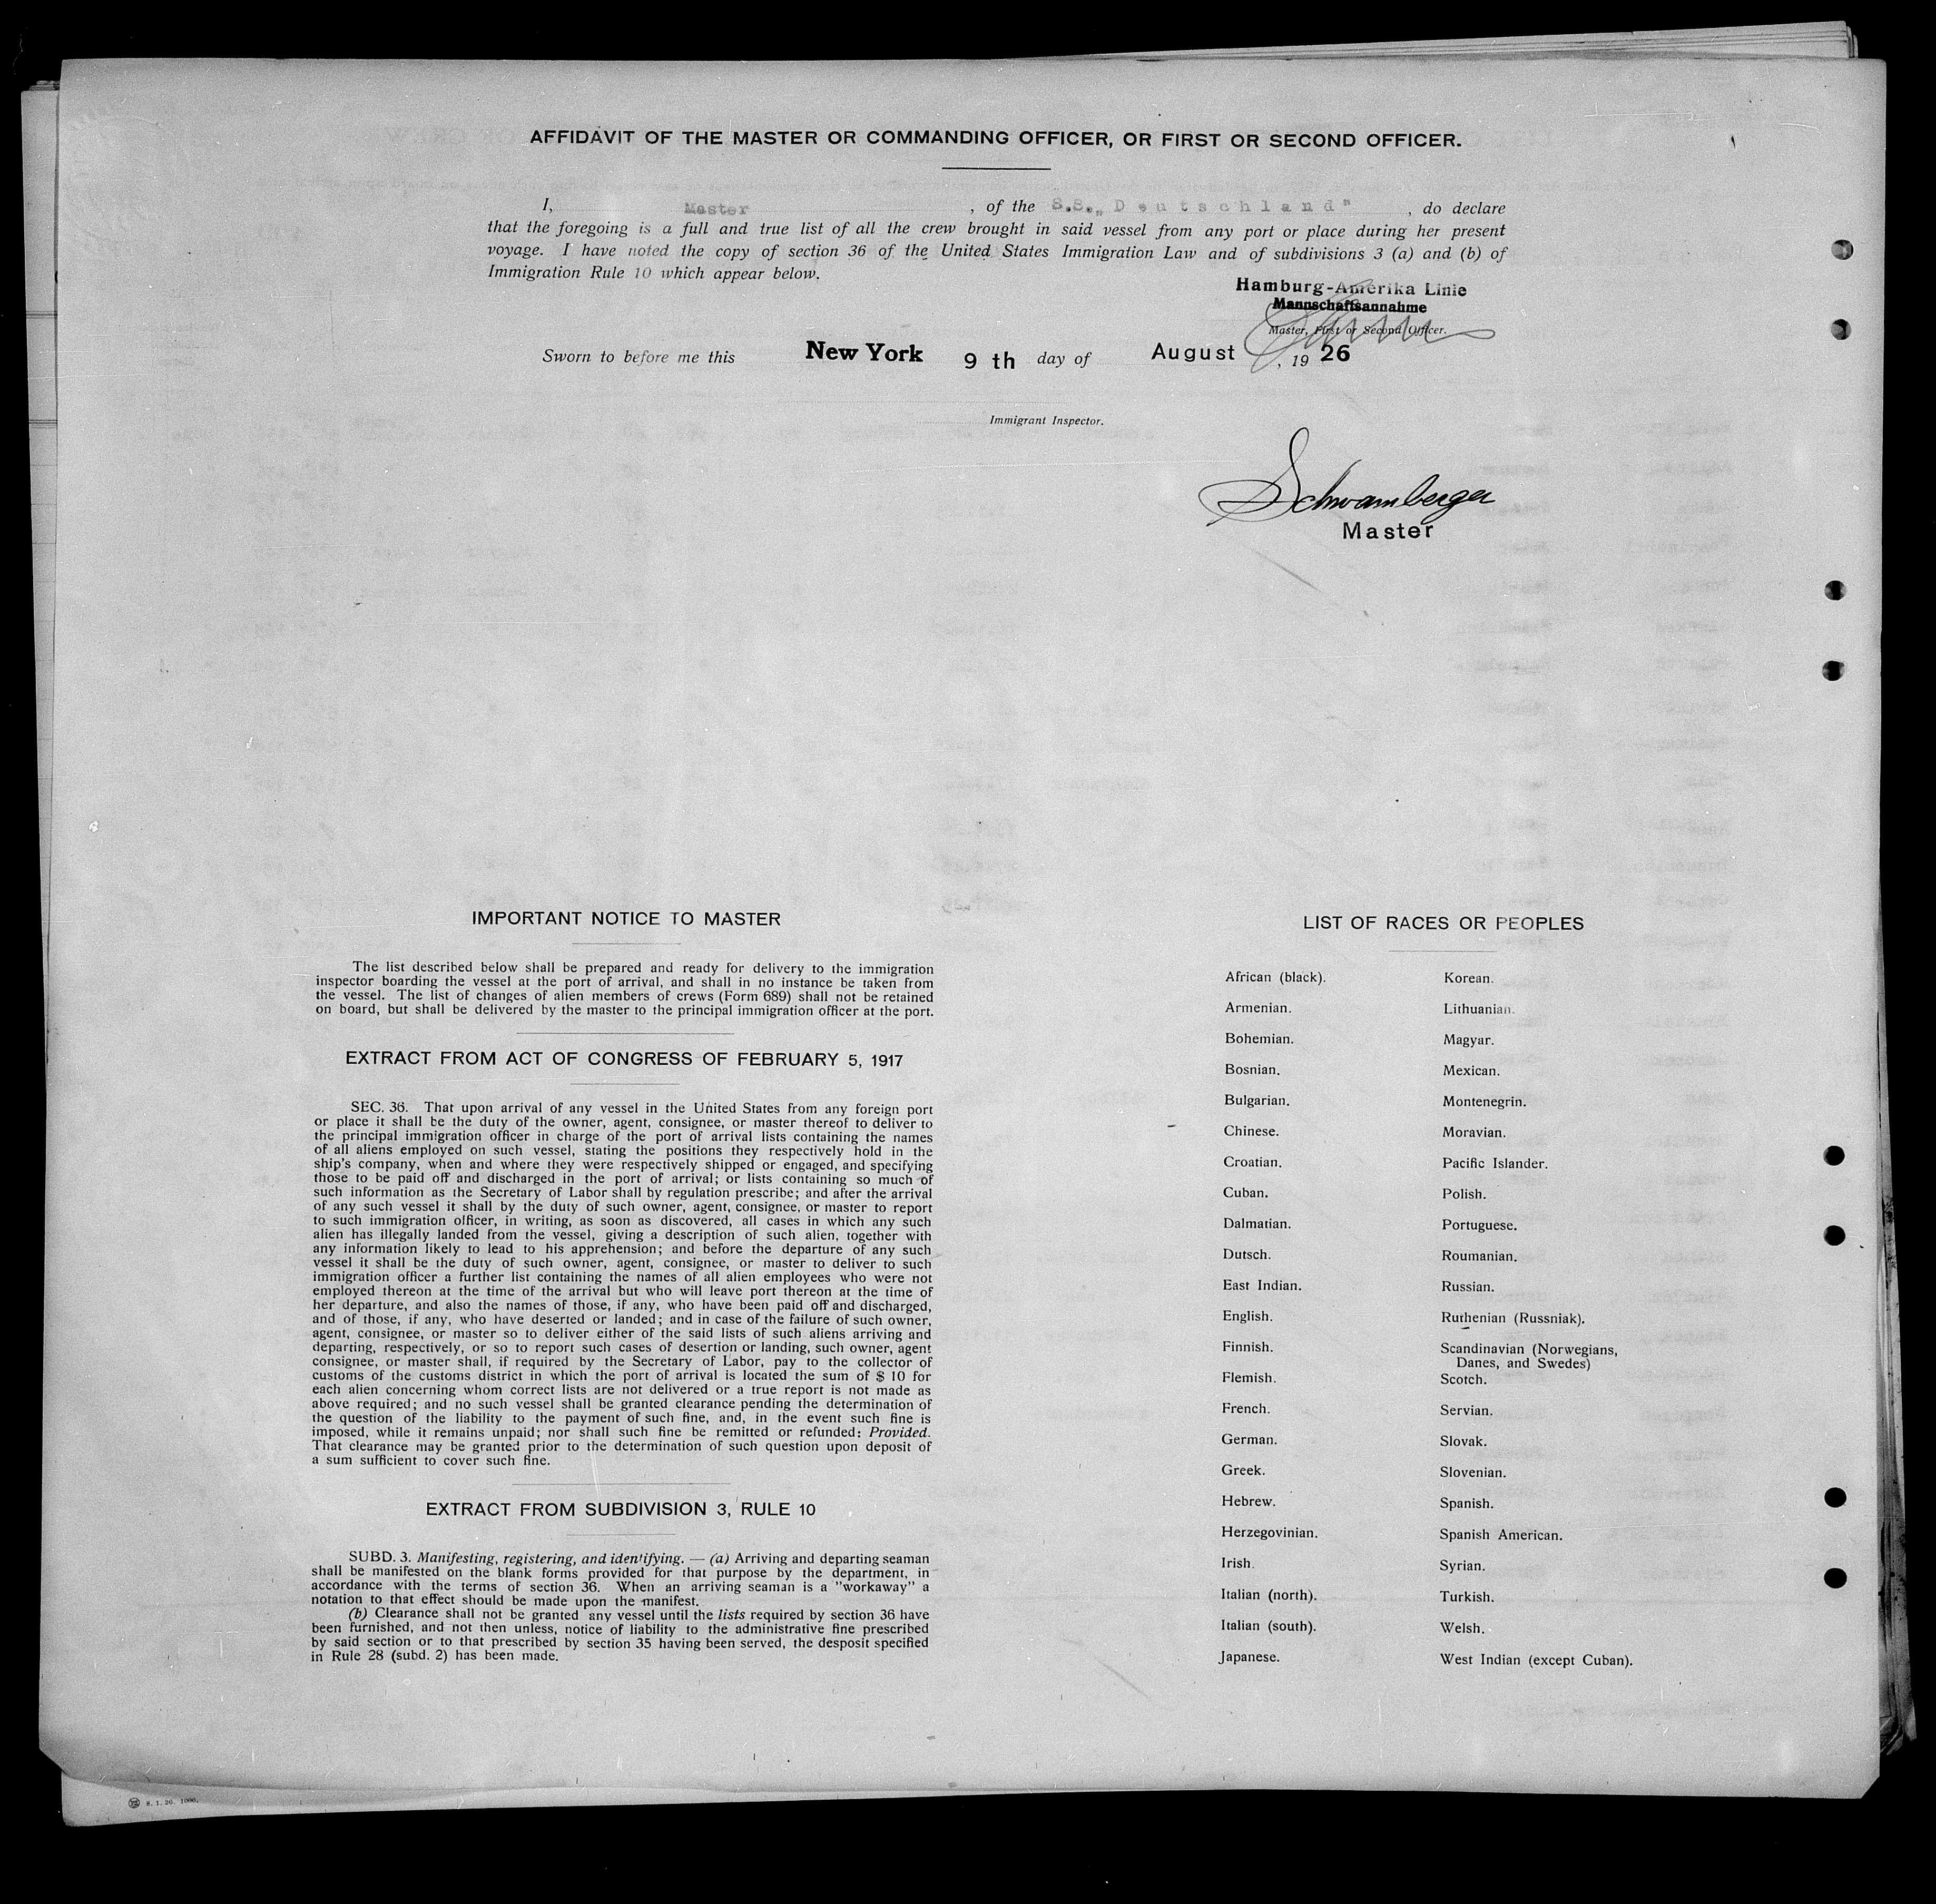 AFFIDAVIT OF THE MASTER OR COMMANDING OFFICER, OR FIRST OR SECOND OFFICER.
I, Master , of the S.S. „Deutschland" , do declare
that the foregoing is a full and true list of all the crew brought in said vessel from any port or place during her present
voyage. I have noted the copy of section 36 of the United States Immigration Law and of subdivisions 3 (a) and (b) of
Immigration Rule 10 which appear below.
Hamburg-Amerika Linie
Mannschaftsannahme
Master, First or Second Officer.
Sworn to before me this New York 9 th day of August , 19 26
Immigrant Inspector.
Schwamberger
Master
IMPORTANT NOTICE TO MASTER
The list described below shall be prepared and ready for delivery to the immigration
inspector boarding the vessel at the port of arrival, and shall in no instance be taken from
the vessel. The list of changes of alien members of crews (Form 689) shall not be retained
on board, but shall be delivered by the master to the principal immigration officer at the port.
EXTRACT FROM ACT OF CONGRESS OF FEBRUARY 5, 1917
SEC. 36. That upon arrival of any vessel in the United States from any foreign port
or place it shall be the duty of the owner, agent, consignee, or master thereof to deliver to
the principal immigration officer in charge of the port of arrival lists containing the names
of all aliens employed on such vessel, stating the positions they respectively hold in the
ship's company, when and where they were respectively shipped or engaged, and specifying
those to be paid off and discharged in the port of arrival; or lists containing so much of
such information as the Secretary of Labor shall by regulation prescribe; and after the arrival
of any such vessel it shall by the duty of such owner, agent, consignee, or master to report
to such immigration officer, in writing, as soon as discovered, all cases in which any such
alien has illegally landed from the vessel, giving a description of such alien, together with
any information likely to lead to his apprehension; and before the departure of any such
vessel it shall be the duty of such owner, agent, consignee, or master to deliver to such
immigration officer a further list containing the names of all alien employees who were not
employed thereon at the time of the arrival but who will leave port thereon at the time of
her departure, and also the names of those, if any, who have been paid off and discharged,
and of those, if any, who have deserted or landed; and in case of the failure of such owner,
agent, consignee, or master so to deliver either of the said lists of such aliens arriving and
departing, respectively, or so to report such cases of desertion or landing, such owner, agent
consignee, or master shall, if required by the Secretary of Labor, pay to the collector of
customs of the customs district in which the port of arrival is located the sum of $ 10 for
each alien concerning whom correct lists are not delivered or a true report is not made as
above required; and no such vessel shall be granted clearance pending the determination of
the question of the liability to the payment of such fine, and, in the event such fine is
imposed, while it remains unpaid; nor shall such fine be remitted or refunded: Provided.
That clearance may be granted prior to the determination of such question upon deposit of
a sum sufficient to cover such fine.
EXTRACT FROM SUBDIVISION 3, RULE 10
SUBD. 3. Manifesting, registering, and identifying. — (a) Arriving and departing seaman
shall be manifested on the blank forms provided for that purpose by the department, in
accordance with the terms of section 36. When an arriving seaman is a "workaway" a
notation to that effect should be made upon the manifest.
(b) Clearance shall not be granted any vessel until the lists required by section 36 have
been furnished, and not then unless, notice of liability to the administrative fine prescribed
by said section or to that prescribed by section 35 having been served, the desposit specified
in Rule 28 (subd. 2) has been made.
LIST OF RACES OR PEOPLES
African (black).
Armenian.
Bohemian.
Bosnian.
Bulgarian.
Chinese.
Croatian.
Cuban.
Dalmatian.
Dutsch.
East Indian.
English.
Finnish.
Flemish.
French.
German.
Greek.
Hebrew.
Herzegovinian.
Irish.
Italian (north).
Italian (south).
Japanese.
Korean.
Lithuanian.
Magyar.
Mexican.
Montenegrin.
Moravian.
Pacific Islander.
Polish.
Portuguese.
Roumanian.
Russian.
Ruthenian (Russniak).
Scandinavian (Norwegians,
Danes, and Swedes)
Scotch.
Servian.
Slovak.
Slovenian.
Spanish.
Spanish American.
Syrian.
Turkish.
Welsh.
West Indian (except Cuban).
8. 1. 26. 1000.